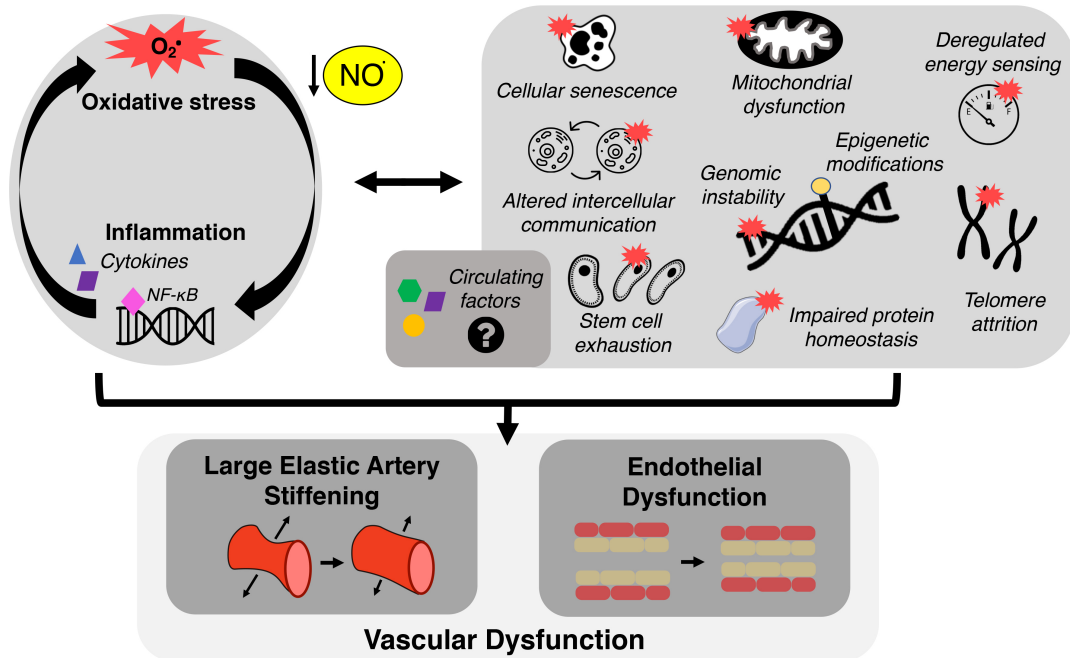 O₂•
Oxidative stress
NO•
Inflammation
Cytokines
NF-κB
Cellular senescence
Mitochondrial
dysfunction
Deregulated
energy sensing
E
F
Altered intercellular
communication
Genomic
instability
Epigenetic
modifications
Circulating
factors
?
Stem cell
exhaustion
Impaired protein
homeostasis
Telomere
attrition
Large Elastic Artery
Stiffening
Endothelial
Dysfunction
Vascular Dysfunction